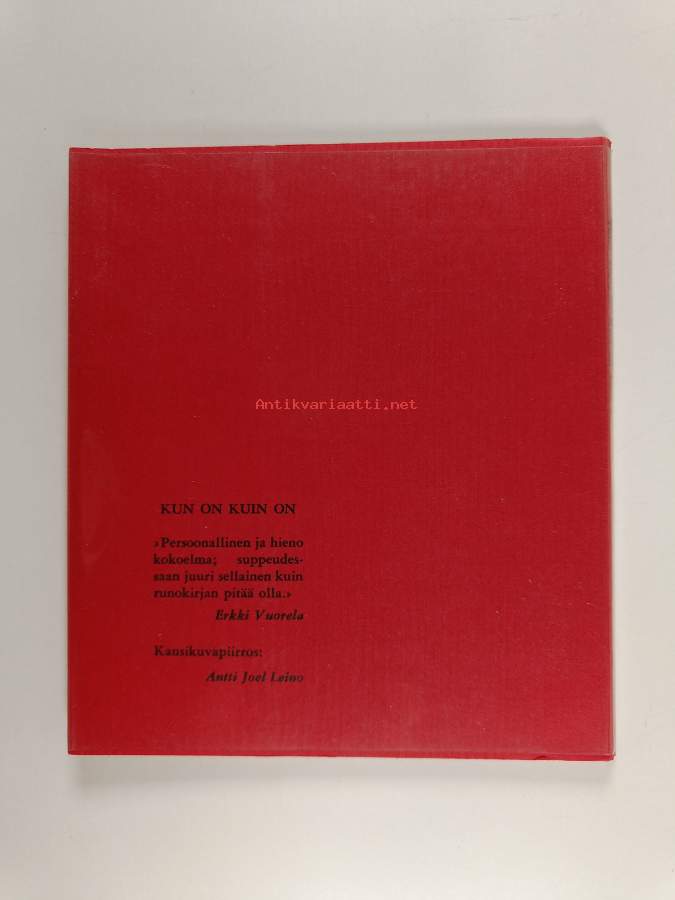 Antikvariaatti.net
KUN ON KUIN ON
»Persoonallinen ja hieno
kokoelma; suppeudes-
saan juuri sellainen kuin
runokirjan pitää olla.»
Erkki Vuorela
Kansikuvapiirros:
Antti Joel Leino